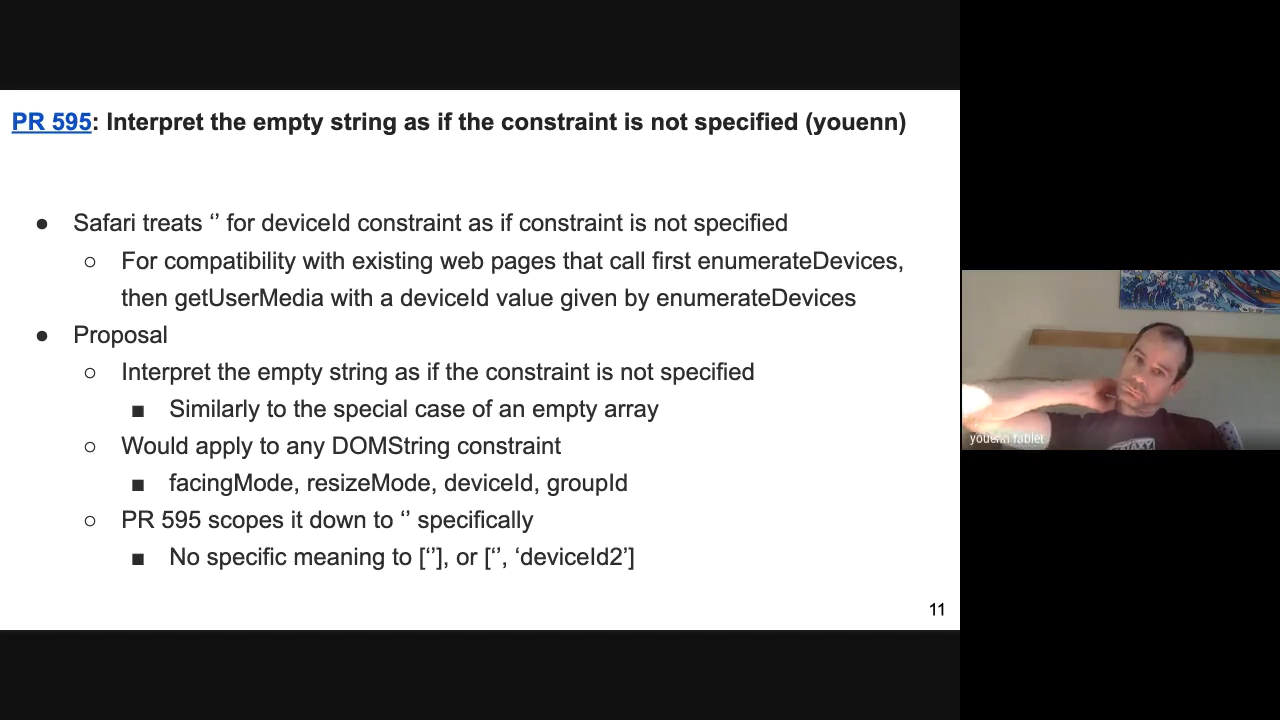 PR 595: Interpret the empty string as if the constraint is not specified (youenn)
● Safari treats ‘’ for deviceId constraint as if constraint is not specified
○ For compatibility with existing web pages that call first enumerateDevices,
then getUserMedia with a deviceId value given by enumerateDevices
● Proposal
○ Interpret the empty string as if the constraint is not specified
■ Similarly to the special case of an empty array
○ Would apply to any DOMString constraint
■ facingMode, resizeMode, deviceId, groupId
○ PR 595 scopes it down to ‘’ specifically
■ No specific meaning to [‘’], or [‘’, ‘deviceId2’]
11
youenn fablet